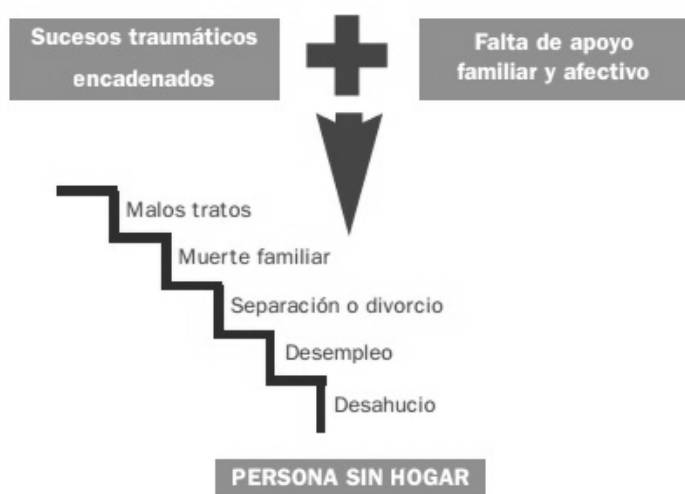 Sucesos traumáticos
encadenados
Falta de apoyo
familiar y afectivo
Malos tratos
Muerte familiar
Separación o divorcio
Desempleo
Desahucio
PERSONA SIN HOGAR